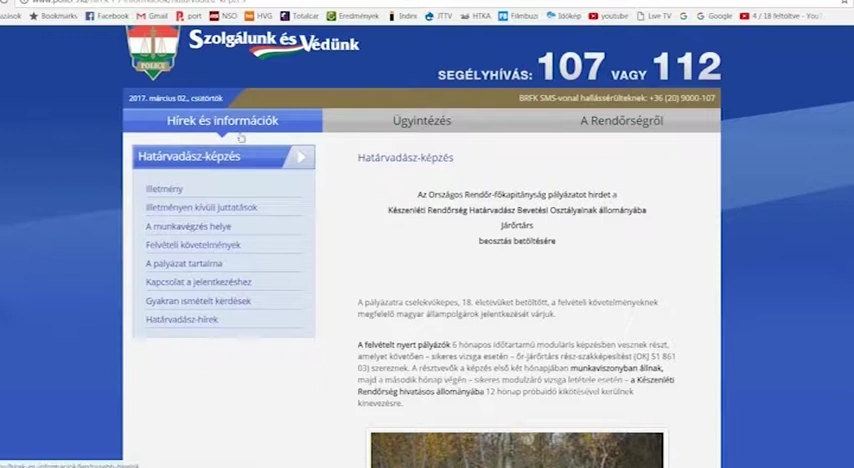 Bookmarks Facebook Gmail port NSO HVG Totalcar Eredmények Index JTTV HTKA Filmbuzi Időkép youtube Live TV G Google 4 / 18 feltöltve - You
POLICE
Szolgálunk és Védünk
SEGÉLYHÍVÁS: 107 VAGY 112
2017. március 02., csütörtök
BRFK SMS-vonal hallássérülteknek: +36 (20) 9000-107
Hírek és információk
Ügyintézés
A Rendőrségről
Határvadász-képzés
Illetmény
Illetményen kívüli juttatások
A munkavégzés helye
Felvételi követelmények
A pályázat tartalma
Kapcsolat a jelentkezéshez
Gyakran ismételt kérdések
Határvadász-hírek
Határvadász-képzés
Az Országos Rendőr-főkapitányság pályázatot hirdet a
Készenléti Rendőrség Határvadász Bevetési Osztályainak állományába
Járőrtárs
beosztás betöltésére
A pályázatra cselekvőképes, 18. életévüket betöltött, a felvételi követelményeknek
megfelelő magyar állampolgárok jelentkezését várjuk.
A felvételt nyert pályázók 6 hónapos időtartamú moduláris képzésben vesznek részt,
amelyet követően – sikeres vizsga esetén – őr-járőrtárs rész-szakképesítést (OKJ 51 861
03) szereznek. A résztvevők a képzés első két hónapjában munkaviszonyban állnak,
majd a második hónap végén – sikeres modulzáró vizsga letétele esetén – a Készenléti
Rendőrség hivatásos állományába 12 hónap próbaidő kikötésével kerülnek
kinevezésre.